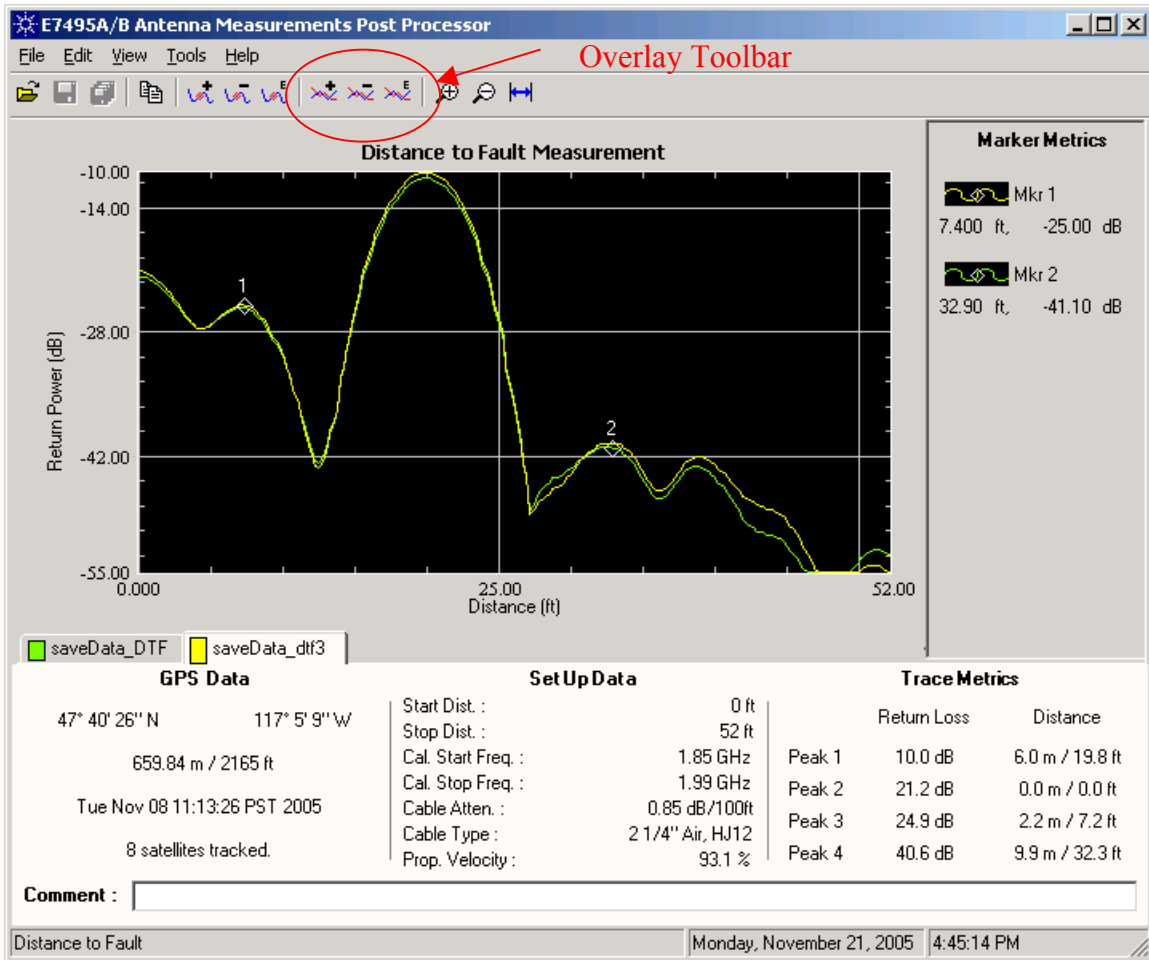 E7495A/B Antenna Measurements Post Processor
File Edit View Tools Help
Overlay Toolbar
Distance to Fault Measurement
-10.00
-14.00
-28.00
-42.00
-55.00
Return Power (dB)
1
2
0.000 25.00 52.00
Distance (ft)
Marker Metrics
Mkr 1
7.400 ft, -25.00 dB
Mkr 2
32.90 ft, -41.10 dB
saveData_DTF saveData_dtf3
GPS Data
47° 40' 26'' N 117° 5' 9'' W
659.84 m / 2165 ft
Tue Nov 08 11:13:26 PST 2005
8 satellites tracked.
Set Up Data
Start Dist. : 0 ft
Stop Dist. : 52 ft
Cal. Start Freq. : 1.85 GHz
Cal. Stop Freq. : 1.99 GHz
Cable Atten. : 0.85 dB/100ft
Cable Type : 2 1/4'' Air, HJ12
Prop. Velocity : 93.1 %
Trace Metrics
Return Loss Distance
Peak 1 10.0 dB 6.0 m / 19.8 ft
Peak 2 21.2 dB 0.0 m / 0.0 ft
Peak 3 24.9 dB 2.2 m / 7.2 ft
Peak 4 40.6 dB 9.9 m / 32.3 ft
Comment :
Distance to Fault Monday, November 21, 2005 4:45:14 PM